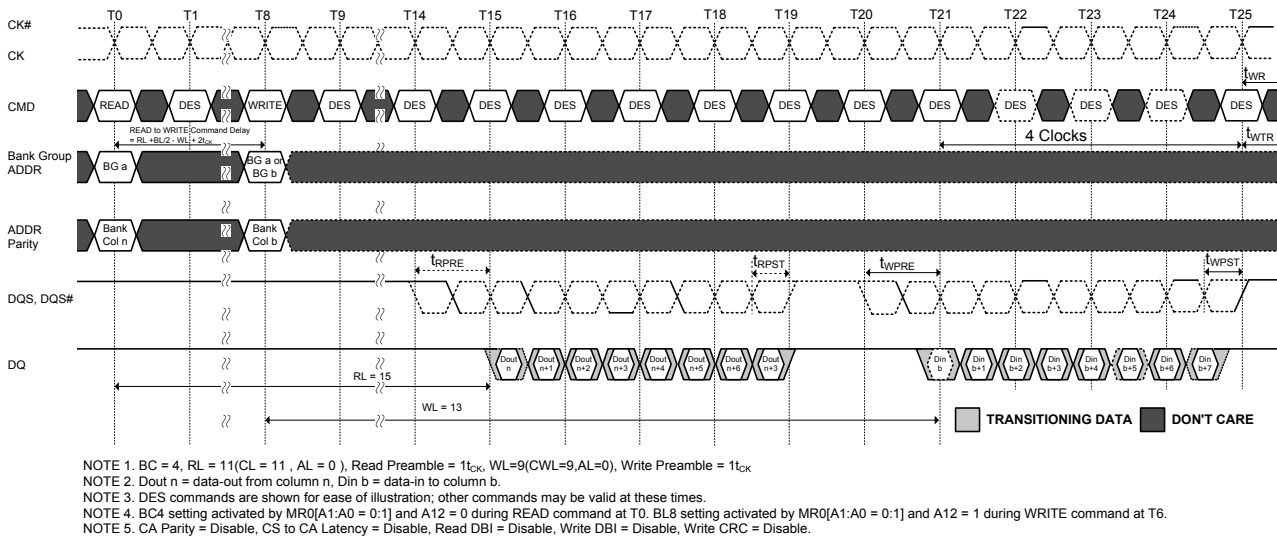 T0 T1 T8 T9 T14 T15 T16 T17 T18 T19 T20 T21 T22 T23 T24 T25
CK#
CK
tWR
CMD READ DES WRITE DES DES DES DES DES DES DES DES DES DES DES DES DES
READ to WRITE Command Delay
= RL +BL/2 - WL + 2tCK
4 Clocks
tWTR
Bank Group
ADDR
BG a
BG a or
BG b
ADDR
Parity
Bank
Col n
Bank
Col b
tRPRE tRPST tWPRE tWPST
DQS, DQS#
DQ
Dout
n
Dout
n+1
Dout
n+2
Dout
n+3
Dout
n+4
Dout
n+5
Dout
n+6
Dout
n+3
Din
b
Din
b+1
Din
b+2
Din
b+3
Din
b+4
Din
b+5
Din
b+6
Din
b+7
RL = 15
WL = 13
TRANSITIONING DATA DON'T CARE
NOTE 1. BC = 4, RL = 11(CL = 11 , AL = 0 ), Read Preamble = 1tCK, WL=9(CWL=9,AL=0), Write Preamble = 1tCK
NOTE 2. Dout n = data-out from column n, Din b = data-in to column b.
NOTE 3. DES commands are shown for ease of illustration; other commands may be valid at these times.
NOTE 4. BC4 setting activated by MR0[A1:A0 = 0:1] and A12 = 0 during READ command at T0. BL8 setting activated by MR0[A1:A0 = 0:1] and A12 = 1 during WRITE command at T6.
NOTE 5. CA Parity = Disable, CS to CA Latency = Disable, Read DBI = Disable, Write DBI = Disable, Write CRC = Disable.